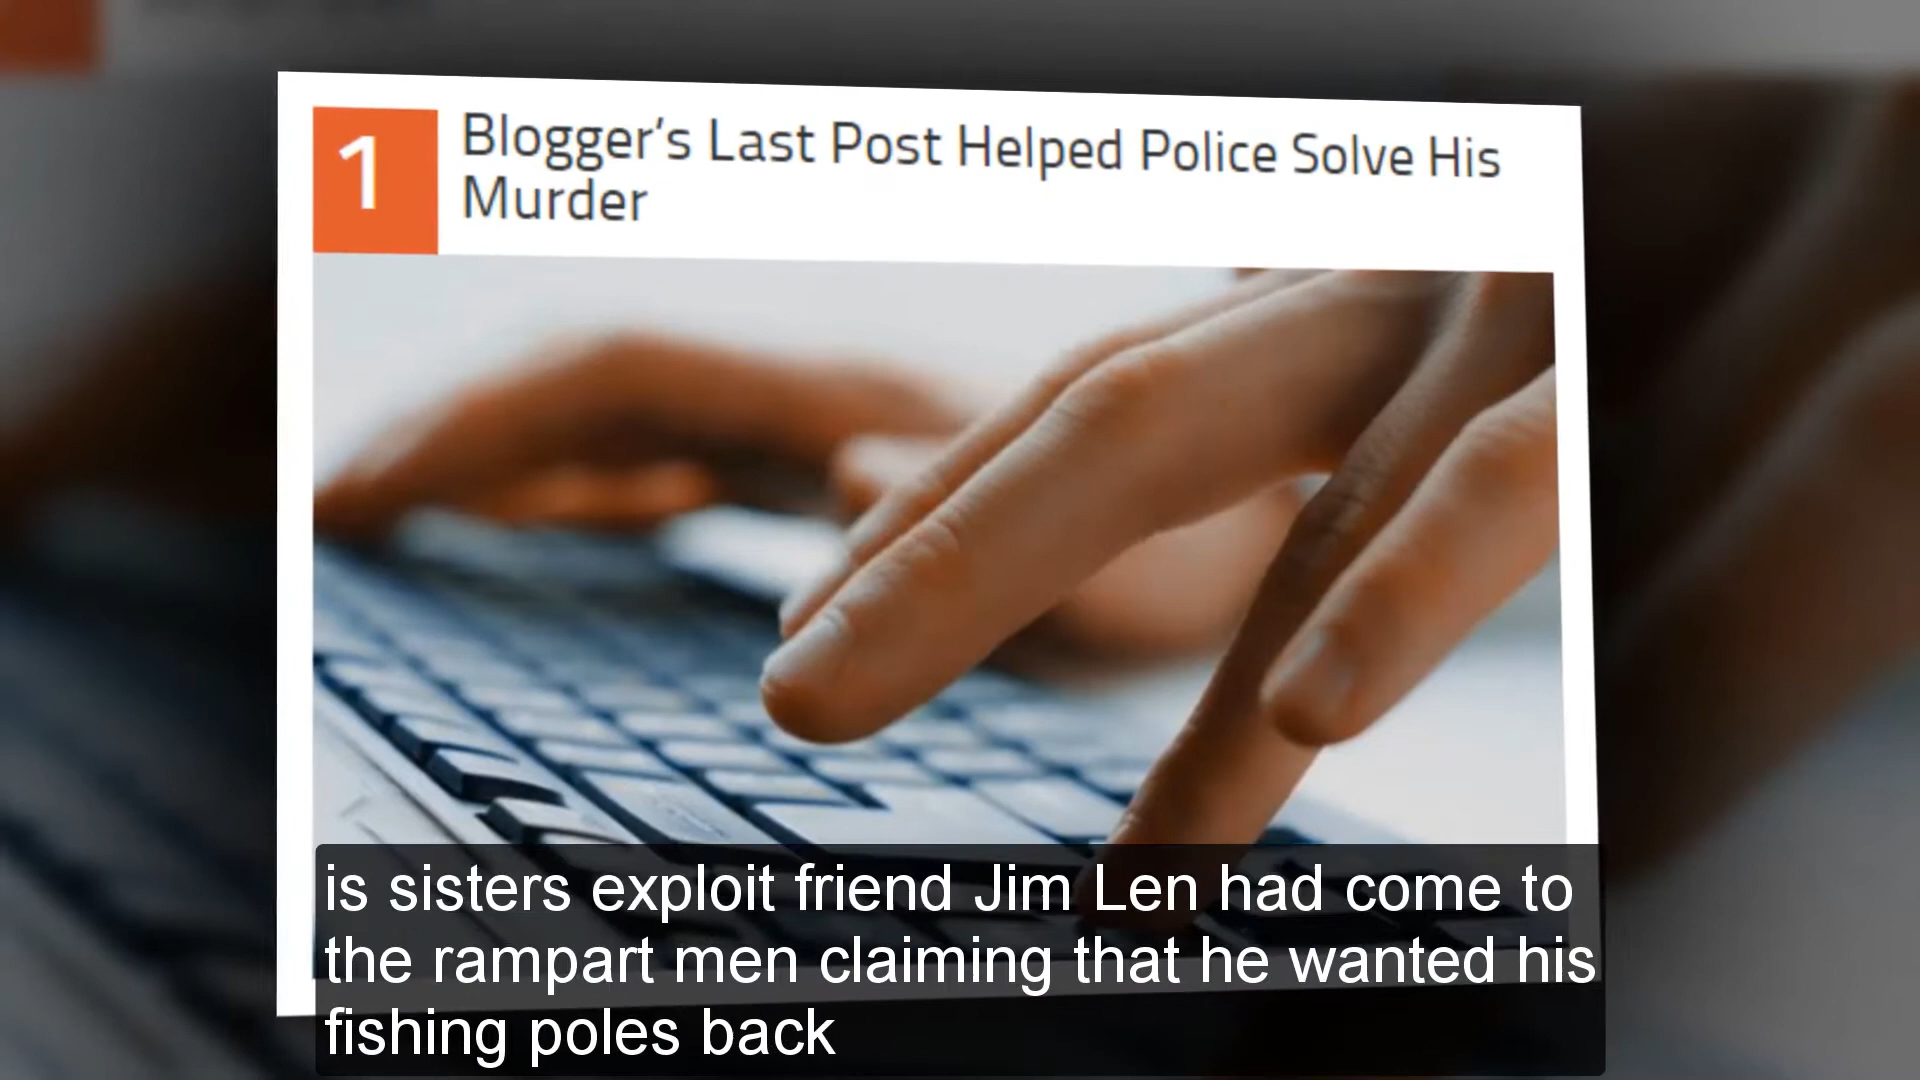 1
Blogger's Last Post Helped Police Solve His
Murder
is sisters exploit friend Jim Len had come to
the rampart men claiming that he wanted his
fishing poles back